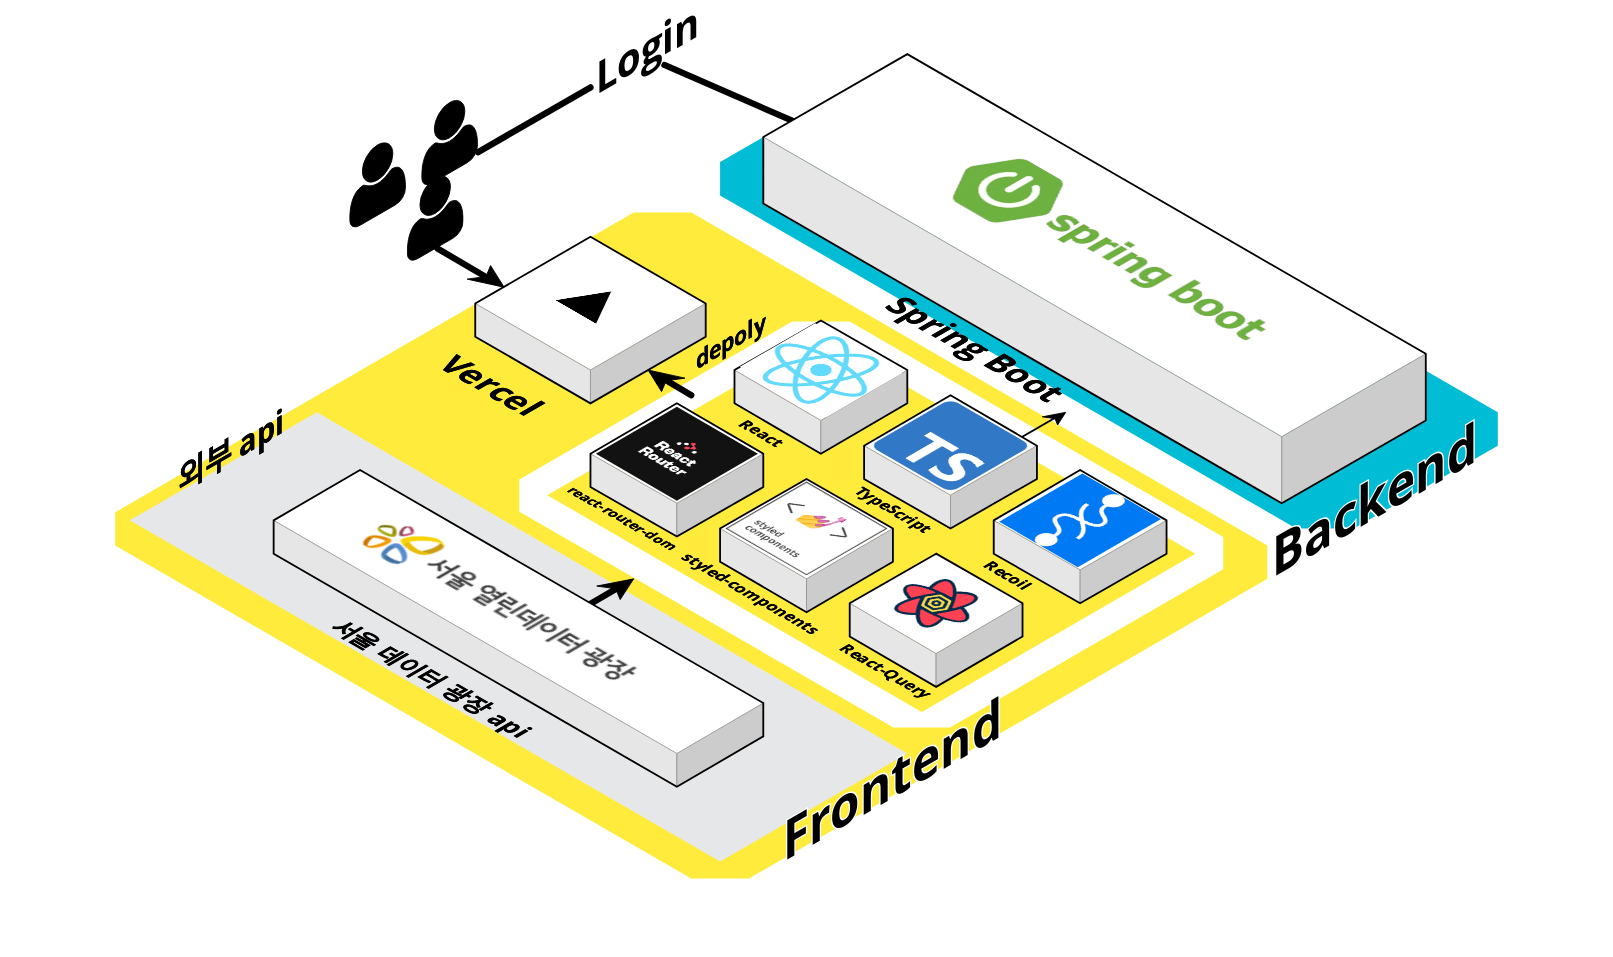 Login
spring boot
Spring Boot
Backend
Vercel
depoly
React
React
Router
react-router-dom
TS
TypeScript
Recoil
< >
styled
components
styled-components
React-Query
외부 api
서울 열린데이터 광장
서울 데이터 광장 api
Frontend